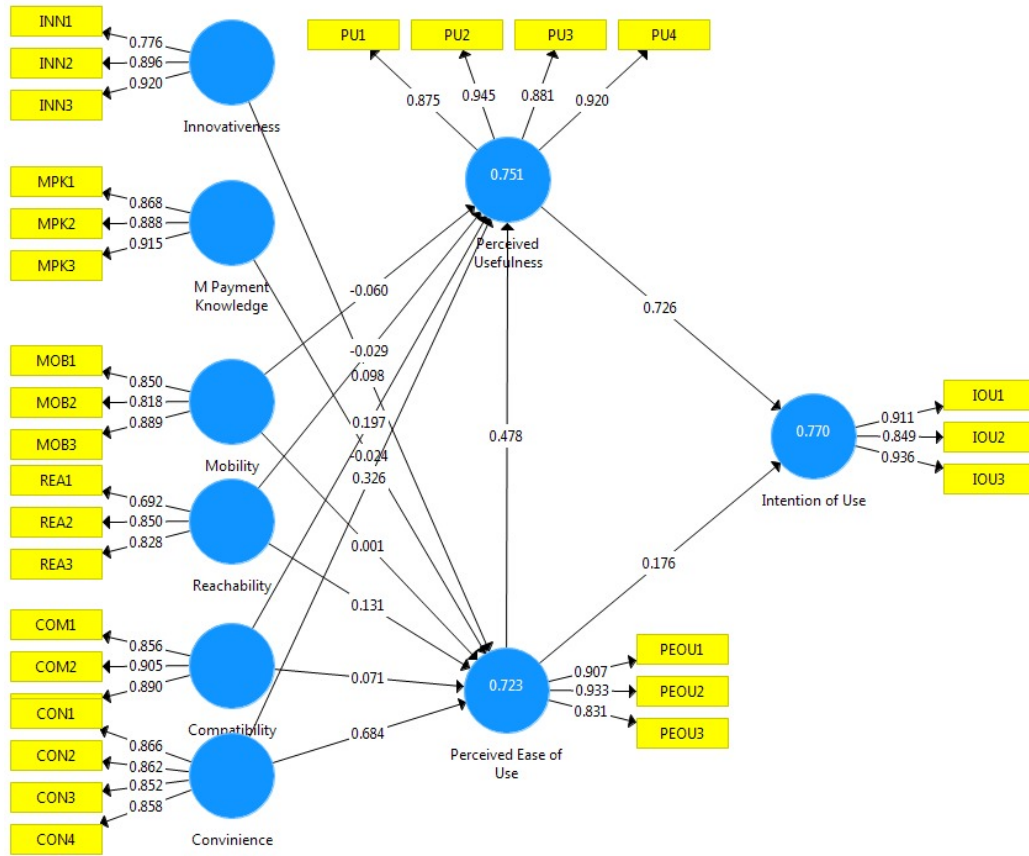 INN1
0.776
INN2
0.896
0.920
INN3
Innovativeness
PU1
PU2
PU3
PU4
0.875
0.945
0.881
0.920
0.751
Perceived
Usefulness
MPK1
0.868
MPK2
0.888
0.915
MPK3
M Payment
Knowledge
-0.060
-0.029
0.098
0.197
-0.024
0.326
0.478
0.726
MOB1
0.850
MOB2
0.818
0.889
MOB3
Mobility
REA1
0.692
REA2
0.850
0.828
REA3
Reachability
0.001
0.131
0.770
Intention of Use
0.911
IOU1
0.849
IOU2
0.936
IOU3
0.176
COM1
0.856
COM2
0.905
0.890
Compatibility
0.071
0.684
CON1
0.866
CON2
0.862
CON3
0.852
0.858
CON4
Convinience
0.723
Perceived Ease of
Use
0.907
PEOU1
0.933
PEOU2
0.831
PEOU3